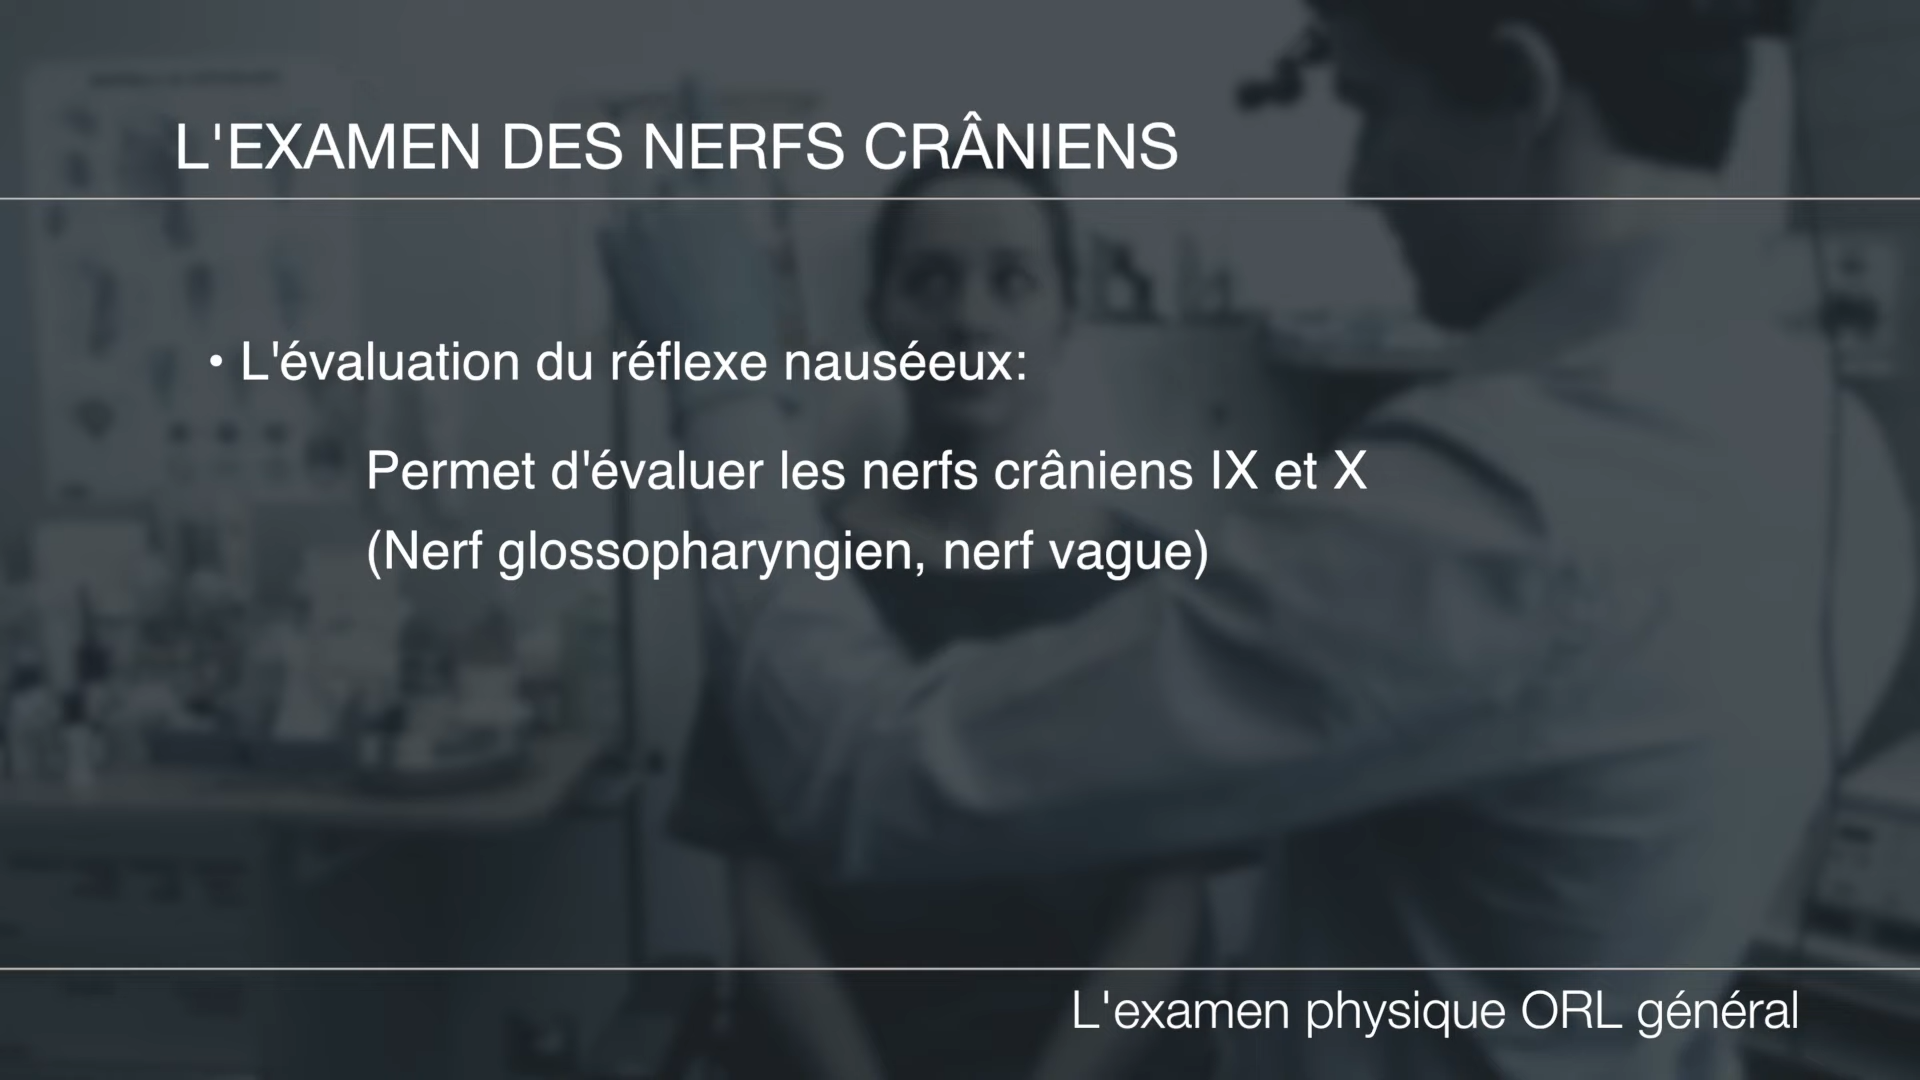 L'EXAMEN DES NERFS CRÂNIENS
• L'évaluation du réflexe nauséeux:
Permet d'évaluer les nerfs crâniens IX et X
(Nerf glossopharyngien, nerf vague)
L'examen physique ORL général